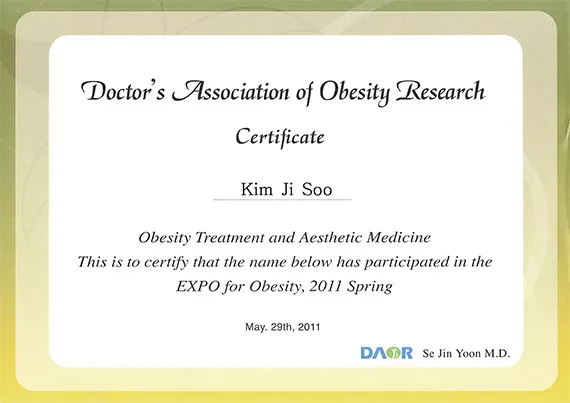 Doctor's Association of Obesity Research
Certificate
Kim Ji Soo
Obesity Treatment and Aesthetic Medicine
This is to certify that the name below has participated in the
EXPO for Obesity, 2011 Spring
May. 29th, 2011
DAOR Se Jin Yoon M.D.